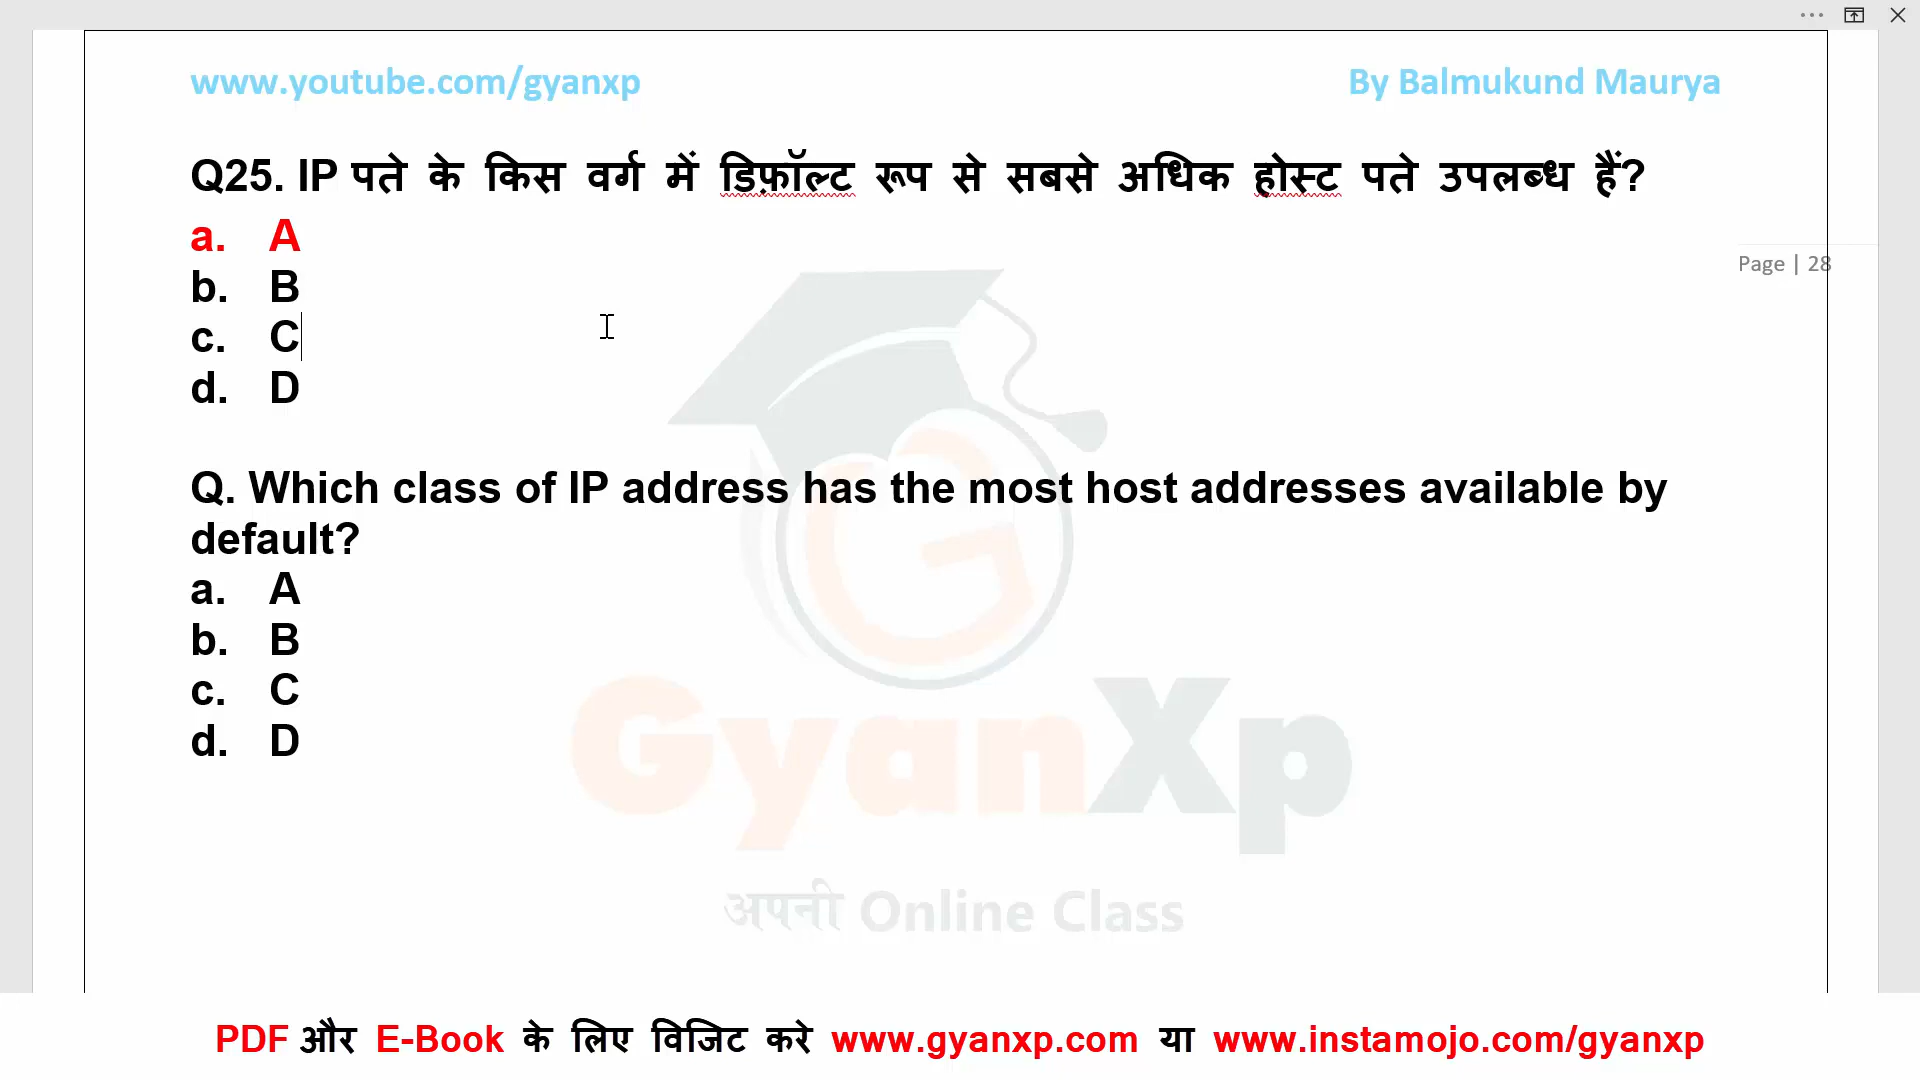 www.youtube.com/gyanxp By Balmukund Maurya
Q25. IP पते के किस वर्ग में डिफ़ॉल्ट रूप से सबसे अधिक होस्ट पते उपलब्ध हैं?
a. A
b. B
Page | 28
c. C
d. D
Q. Which class of IP address has the most host addresses available by
default?
a. A
b. B
c. C
d. D
GyanXp
अपनी Online Class
PDF और E-Book के लिए विजिट करे www.gyanxp.com या www.instamojo.com/gyanxp